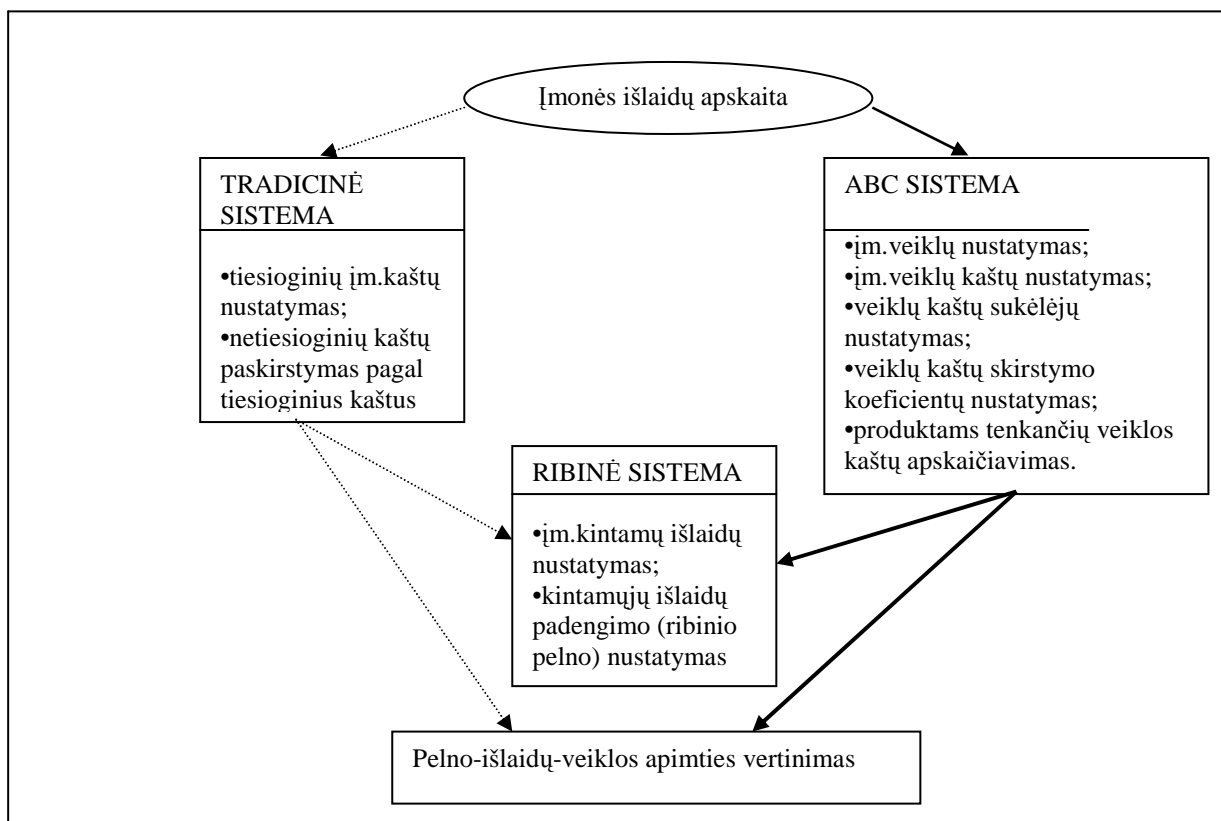 Įmonės išlaidų apskaita
TRADICINĖ
SISTEMA
•tiesioginių įm.kaštų
nustatymas;
•netiesioginių kaštų
paskirstymas pagal
tiesioginius kaštus
ABC SISTEMA
•įm.veiklų nustatymas;
•įm.veiklų kaštų nustatymas;
•veiklų kaštų sukėlėjų
nustatymas;
•veiklų kaštų skirstymo
koeficientų nustatymas;
•produktams tenkančių veiklos
kaštų apskaičiavimas.
RIBINĖ SISTEMA
•įm.kintamų išlaidų
nustatymas;
•kintamųjų išlaidų
padengimo (ribinio
pelno) nustatymas
Pelno-išlaidų-veiklos apimties vertinimas